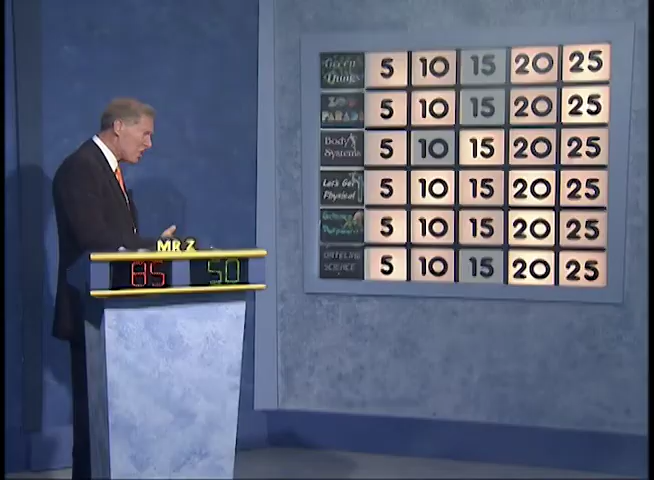 Green Things 5 10 15 20 25
ZOO PARADE 5 10 15 20 25
Body Systems 5 10 15 20 25
Let's Get Physical 5 10 15 20 25
5 10 15 20 25
DATELINE SCIENCE 5 10 15 20 25
MR Z
85 50